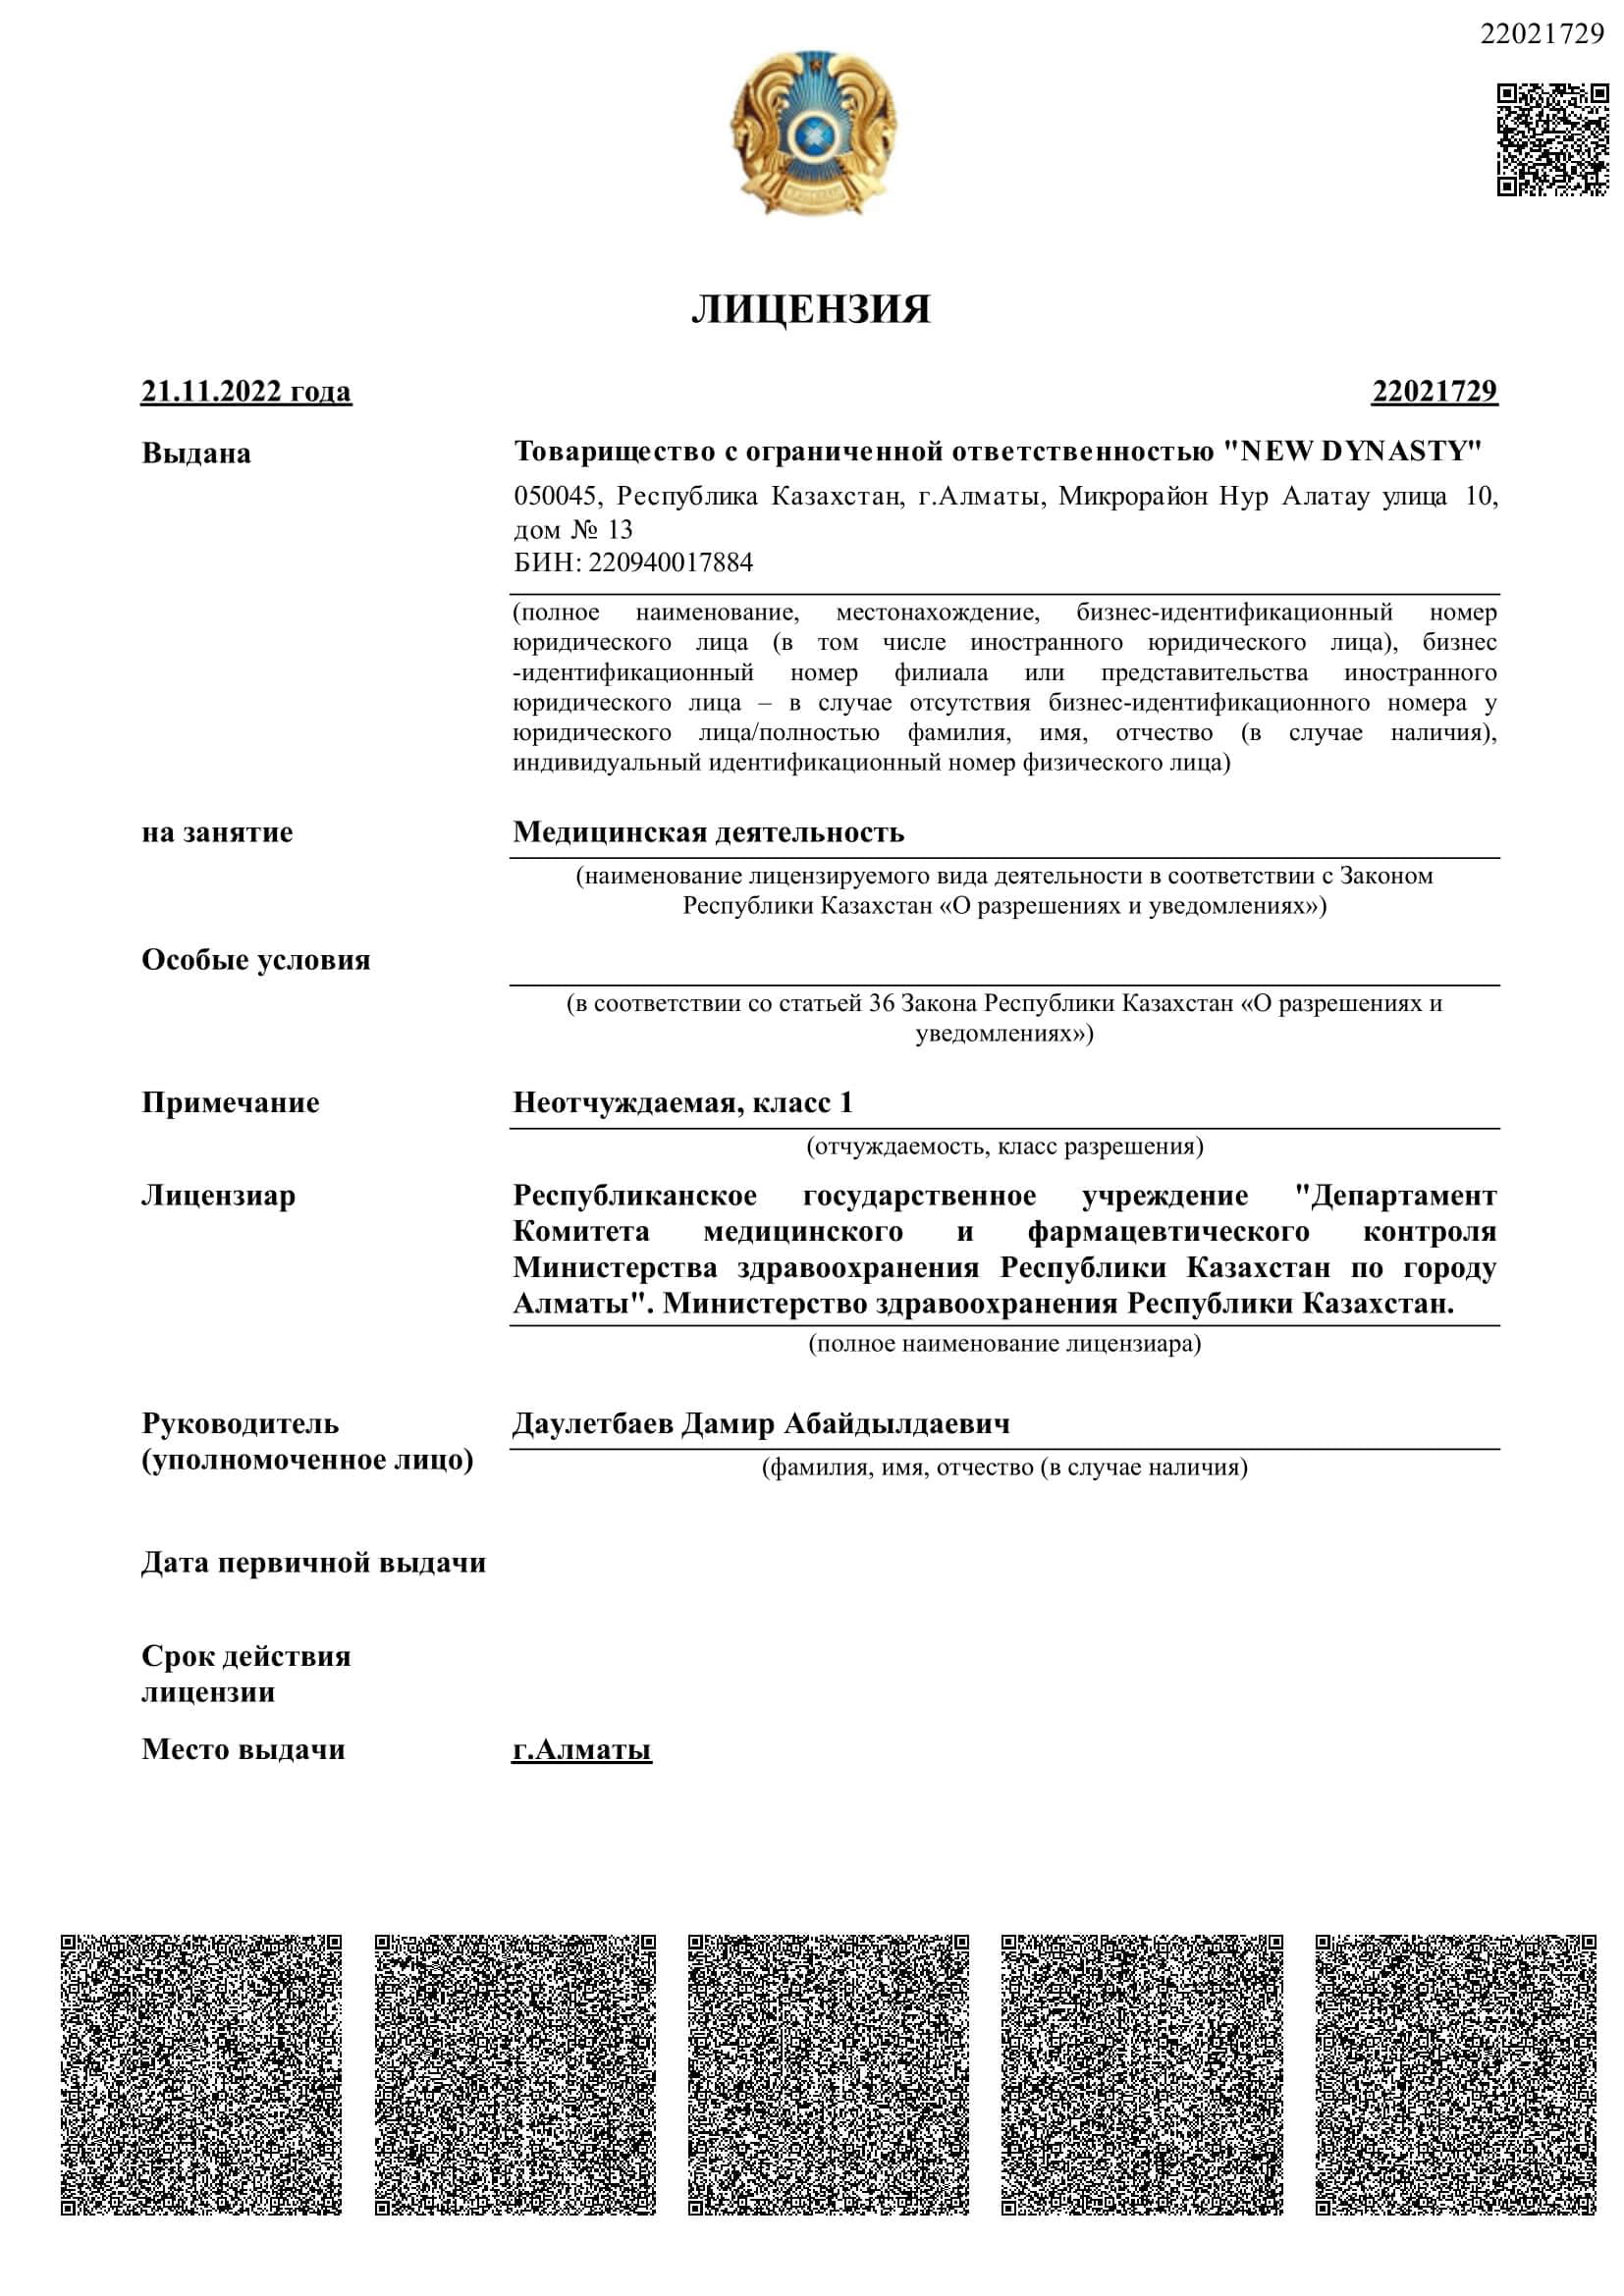 22021729
ЛИЦЕНЗИЯ
21.11.2022 года
22021729
Выдана
Товарищество с ограниченной ответственностью "NEW DYNASTY"
050045, Республика Казахстан, г.Алматы, Микрорайон Нур Алатау улица 10,
дом № 13
БИН: 220940017884
(полное наименование, местонахождение, бизнес-идентификационный номер
юридического лица (в том числе иностранного юридического лица), бизнес
-идентификационный номер филиала или представительства иностранного
юридического лица – в случае отсутствия бизнес-идентификационного номера у
юридического лица/полностью фамилия, имя, отчество (в случае наличия),
индивидуальный идентификационный номер физического лица)
на занятие
Медицинская деятельность
(наименование лицензируемого вида деятельности в соответствии с Законом
Республики Казахстан «О разрешениях и уведомлениях»)
Особые условия
(в соответствии со статьей 36 Закона Республики Казахстан «О разрешениях и
уведомлениях»)
Примечание
Неотчуждаемая, класс 1
(отчуждаемость, класс разрешения)
Лицензиар
Республиканское государственное учреждение "Департамент
Комитета медицинского и фармацевтического контроля
Министерства здравоохранения Республики Казахстан по городу
Алматы". Министерство здравоохранения Республики Казахстан.
(полное наименование лицензиара)
Руководитель
(уполномоченное лицо)
Даулетбаев Дамир Абайдылдаевич
(фамилия, имя, отчество (в случае наличия)
Дата первичной выдачи
Срок действия
лицензии
Место выдачи
г.Алматы